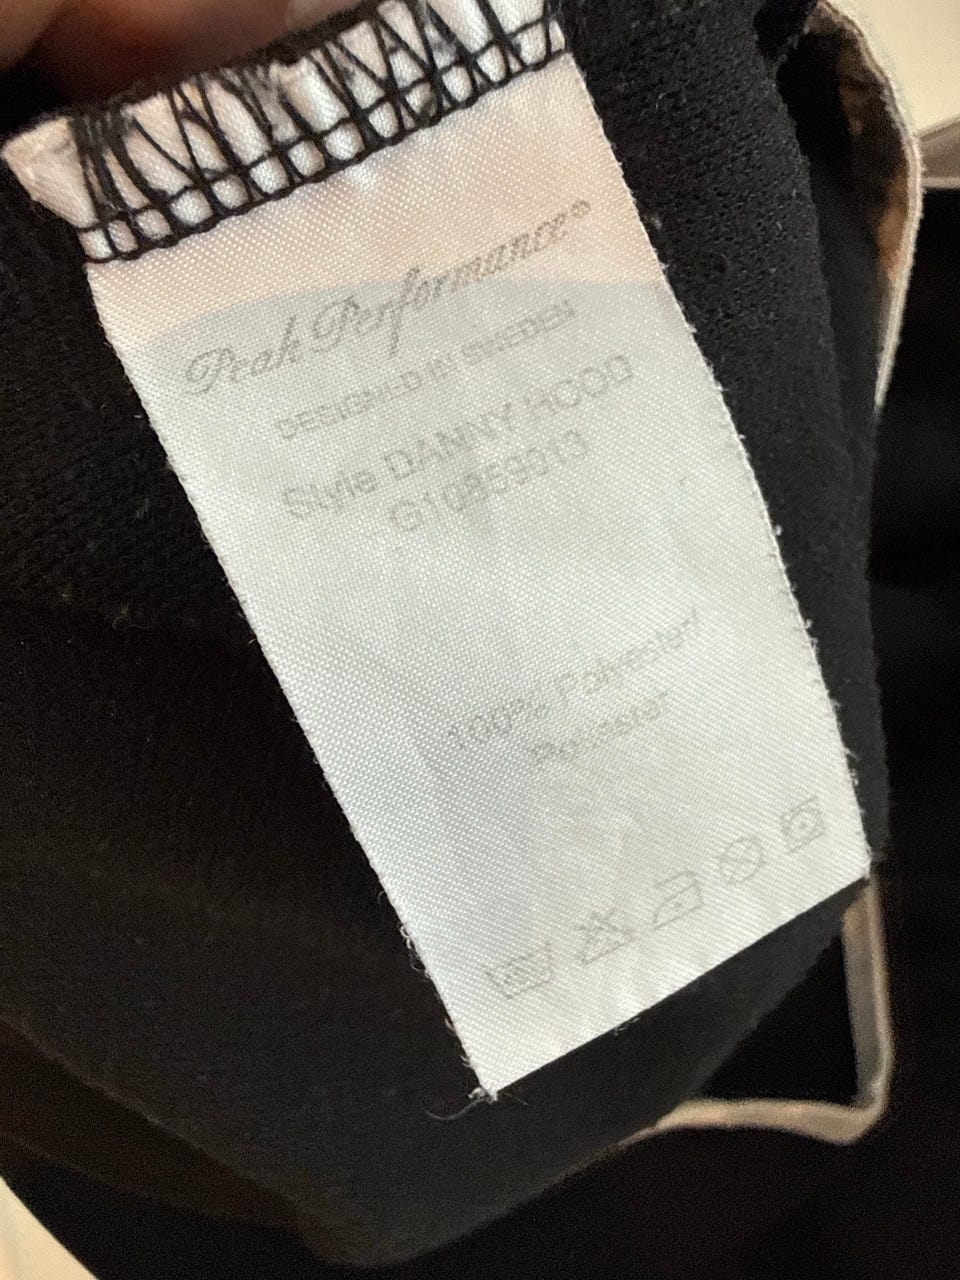 Peak Performance®
DESIGNED IN SWEDEN
Style DANNY HOOD
100% Polyester/
Polyester